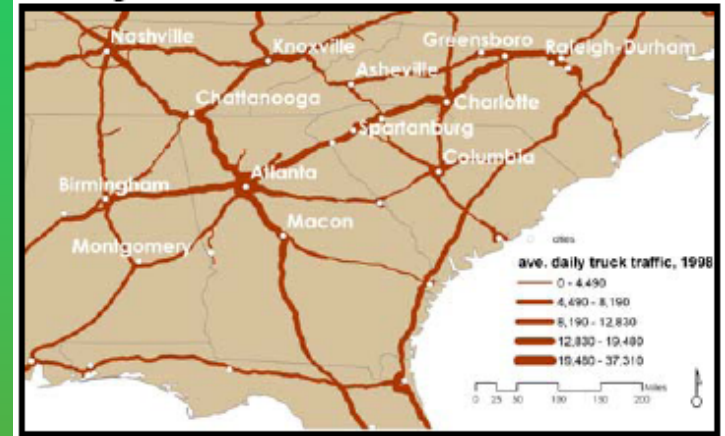 Nashville
Knoxville
Greensboro
Raleigh-Durham
Asheville
Chattanooga
Charlotte
Spartanburg
Atlanta
Columbia
Birmingham
Macon
Montgomery
cities
ave. daily truck traffic, 1998
0 - 4,490
4,490 - 8,190
8,190 - 12,830
12,830 - 19,480
19,480 - 37,310
Miles
0 25 50 100 150 200